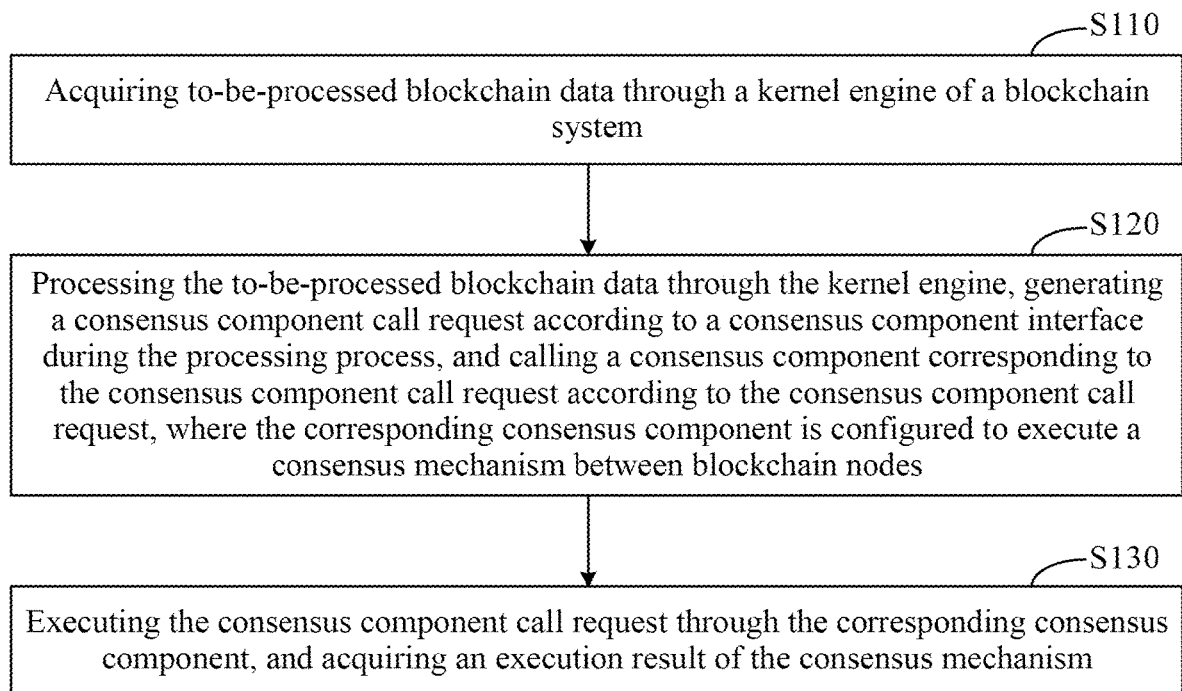 S110
Acquiring to-be-processed blockchain data through a kernel engine of a blockchain
system
S120
Processing the to-be-processed blockchain data through the kernel engine, generating
a consensus component call request according to a consensus component interface
during the processing process, and calling a consensus component corresponding to
the consensus component call request according to the consensus component call
request, where the corresponding consensus component is configured to execute a
consensus mechanism between blockchain nodes
S130
Executing the consensus component call request through the corresponding consensus
component, and acquiring an execution result of the consensus mechanism